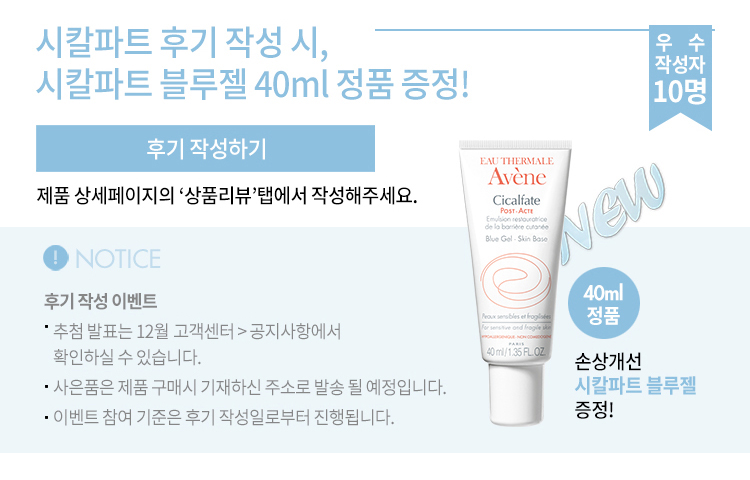 시칼파트 후기 작성 시,
시칼파트 블루젤 40ml 정품 증정!
우 수
작성자
10명
후기 작성하기
제품 상세페이지의 ‘상품리뷰’탭에서 작성해주세요.
EAU THERMALE
Avène
Cicalfate
POST-ACTE
Emulsion restauratrice
de la barrière cutanée
Blue Gel - Skin Base
Peaux sensibles et fragilisées
For sensitive and fragile skin
HYPOALLERGENIQUE · NON COMEDOGENE
PARIS
40 ml/1.35 FL.OZ
NEW
40ml
정품
손상개선
시칼파트 블루젤
증정!
! NOTICE
후기 작성 이벤트
· 추첨 발표는 12월 고객센터 > 공지사항에서
확인하실 수 있습니다.
· 사은품은 제품 구매시 기재하신 주소로 발송 될 예정입니다.
· 이벤트 참여 기준은 후기 작성일로부터 진행됩니다.